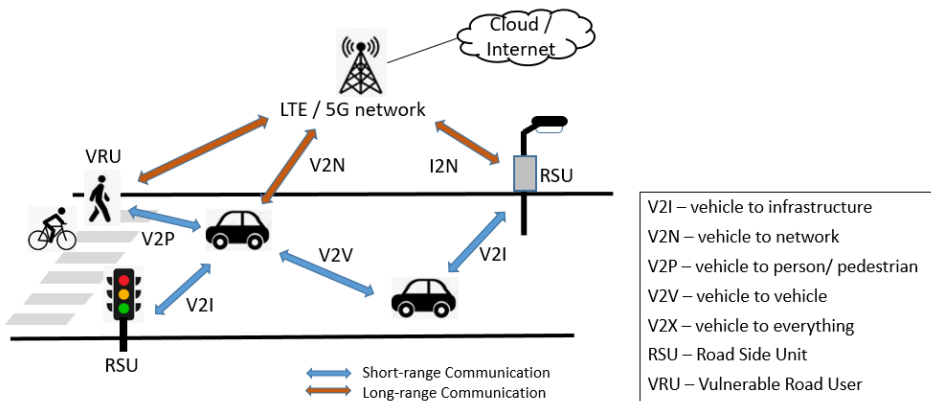 Cloud /
Internet
LTE / 5G network
VRU
V2N
I2N
RSU
V2P
V2V
V2I
V2I
RSU
Short-range Communication
Long-range Communication
V2I – vehicle to infrastructure
V2N – vehicle to network
V2P – vehicle to person/ pedestrian
V2V – vehicle to vehicle
V2X – vehicle to everything
RSU – Road Side Unit
VRU – Vulnerable Road User